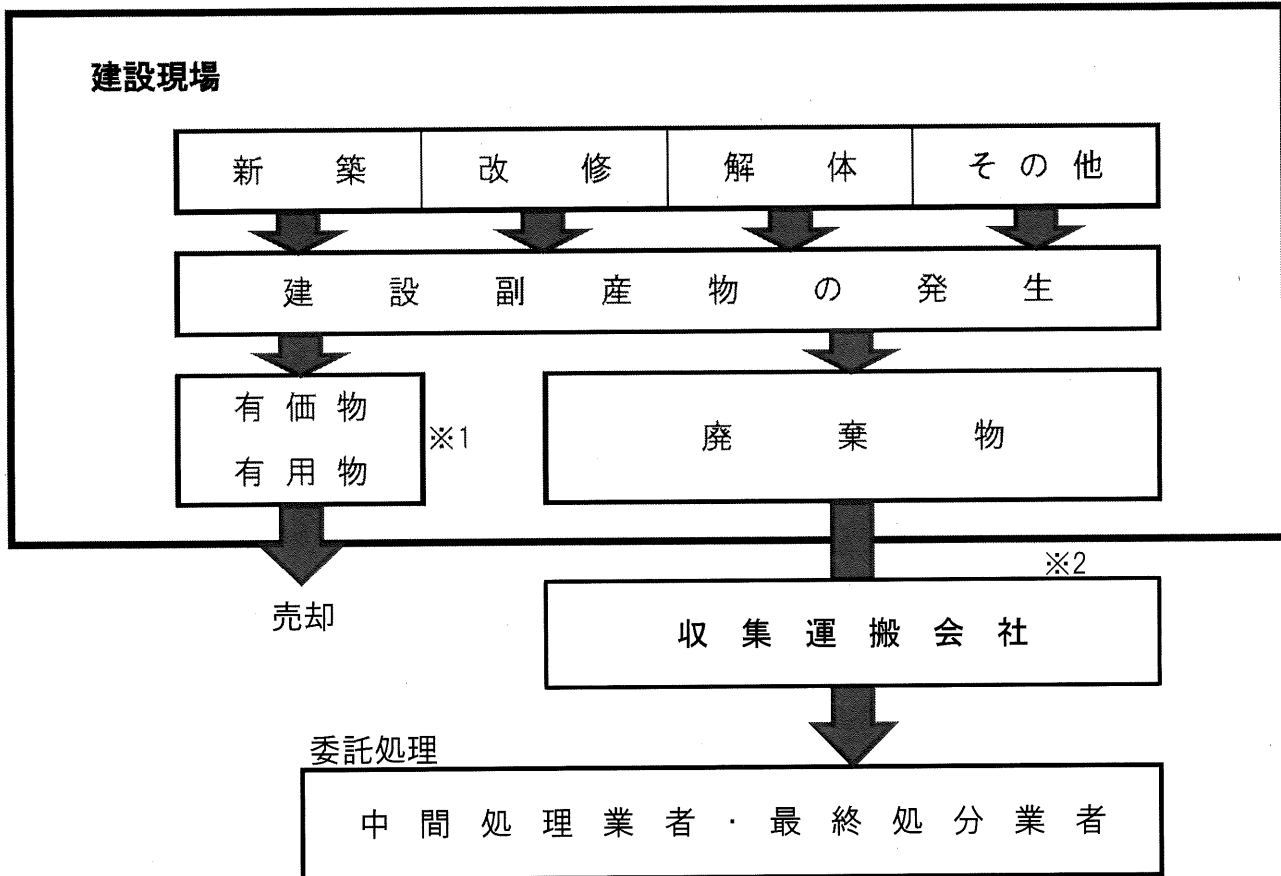 建設現場
新築 改修 解体 その他
建設副産物の発生
有価物
有用物
※1
廃棄物
※2
売却
収集運搬会社
委託処理
中間処理業者・最終処分業者